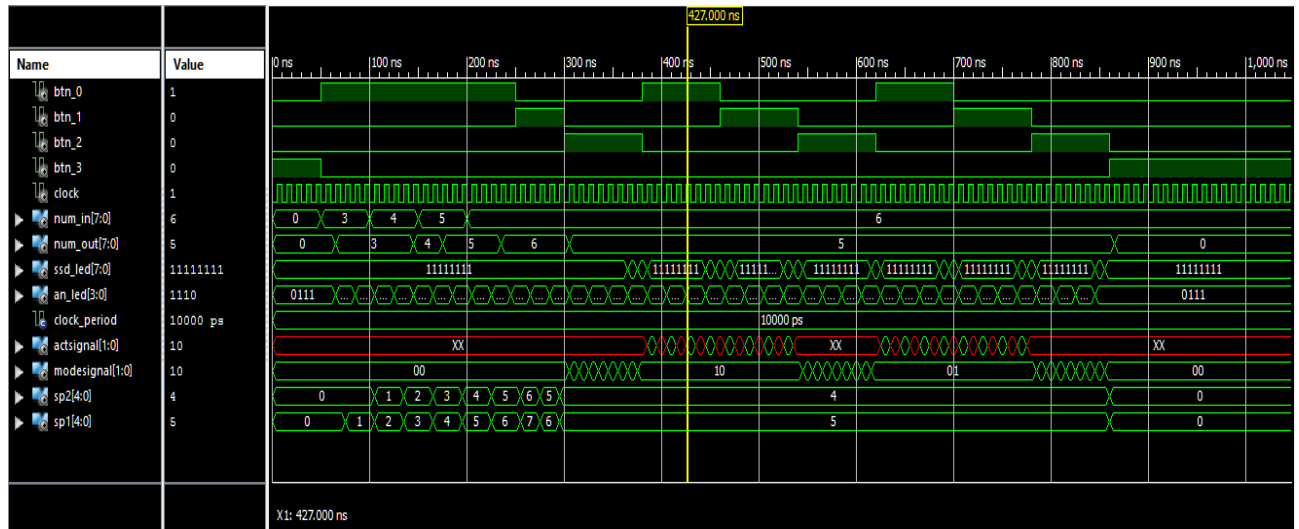 427.000 ns
Name Value 0 ns 100 ns 200 ns 300 ns 400 ns 500 ns 600 ns 700 ns 800 ns 900 ns 1,000 ns
btn_0 1
btn_1 0
btn_2 0
btn_3 0
clock 1
num_in[7:0] 6 0 3 4 5 6
num_out[7:0] 5 0 3 4 5 6 5 0
ssd_led[7:0] 11111111 11111111 11111111 11111... 11111111 11111111 11111111 11111111 11111111
an_led[3:0] 1110 0111 ... ... ... ... ... ... ... ... ... ... ... ... ... ... ... ... ... ... ... ... ... ... ... ... ... ... 0111
clock_period 10000 ps 10000 ps
actsignal[1:0] 10 XX XX XX
modesignal[1:0] 10 00 10 01 00
sp2[4:0] 4 0 1 2 3 4 5 6 5 4 0
sp1[4:0] 5 0 1 2 3 4 5 6 7 6 5 0
X1: 427.000 ns